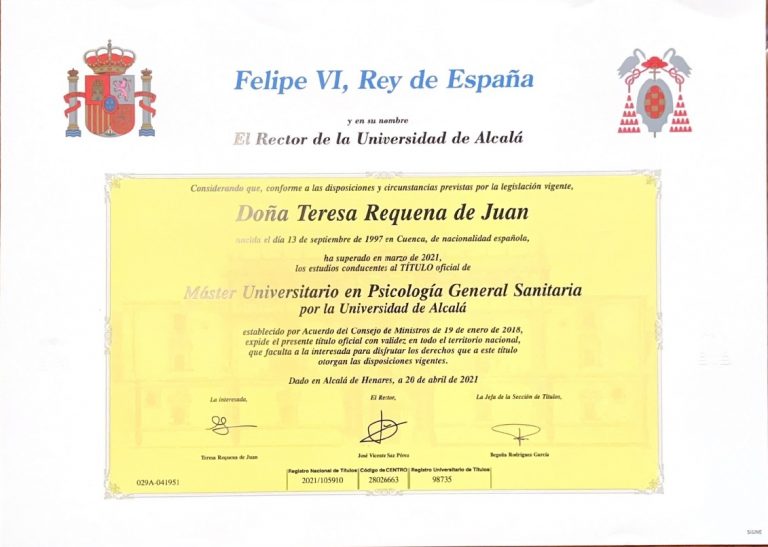 Felipe VI, Rey de España
y en su nombre
El Rector de la Universidad de Alcalá
Considerando que, conforme a las disposiciones y circunstancias previstas por la legislación vigente,
Doña Teresa Requena de Juan
nacida el día 13 de septiembre de 1997 en Cuenca, de nacionalidad española,
ha superado en marzo de 2021,
los estudios conducentes al TÍTULO oficial de
Máster Universitario en Psicología General Sanitaria
por la Universidad de Alcalá
establecido por Acuerdo del Consejo de Ministros de 19 de enero de 2018,
expide el presente título oficial con validez en todo el territorio nacional,
que faculta a la interesada para disfrutar los derechos que a este título
otorgan las disposiciones vigentes.
Dado en Alcalá de Henares, a 20 de abril de 2021
La interesada, El Rector, La Jefa de la Sección de Títulos,
Teresa Requena de Juan José Vicente Saz Pérez Begoña Rodríguez García
Registro Nacional de Títulos Código de CENTRO Registro Universitario de Títulos
029A-041951 2021/105910 28026663 98735
SIGNE